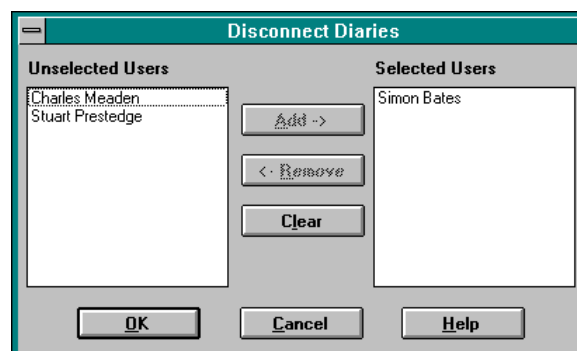 Disconnect Diaries
Unselected Users
Selected Users
Charles Meaden
Stuart Prestedge
Simon Bates
Add ->
<- Remove
Clear
OK
Cancel
Help